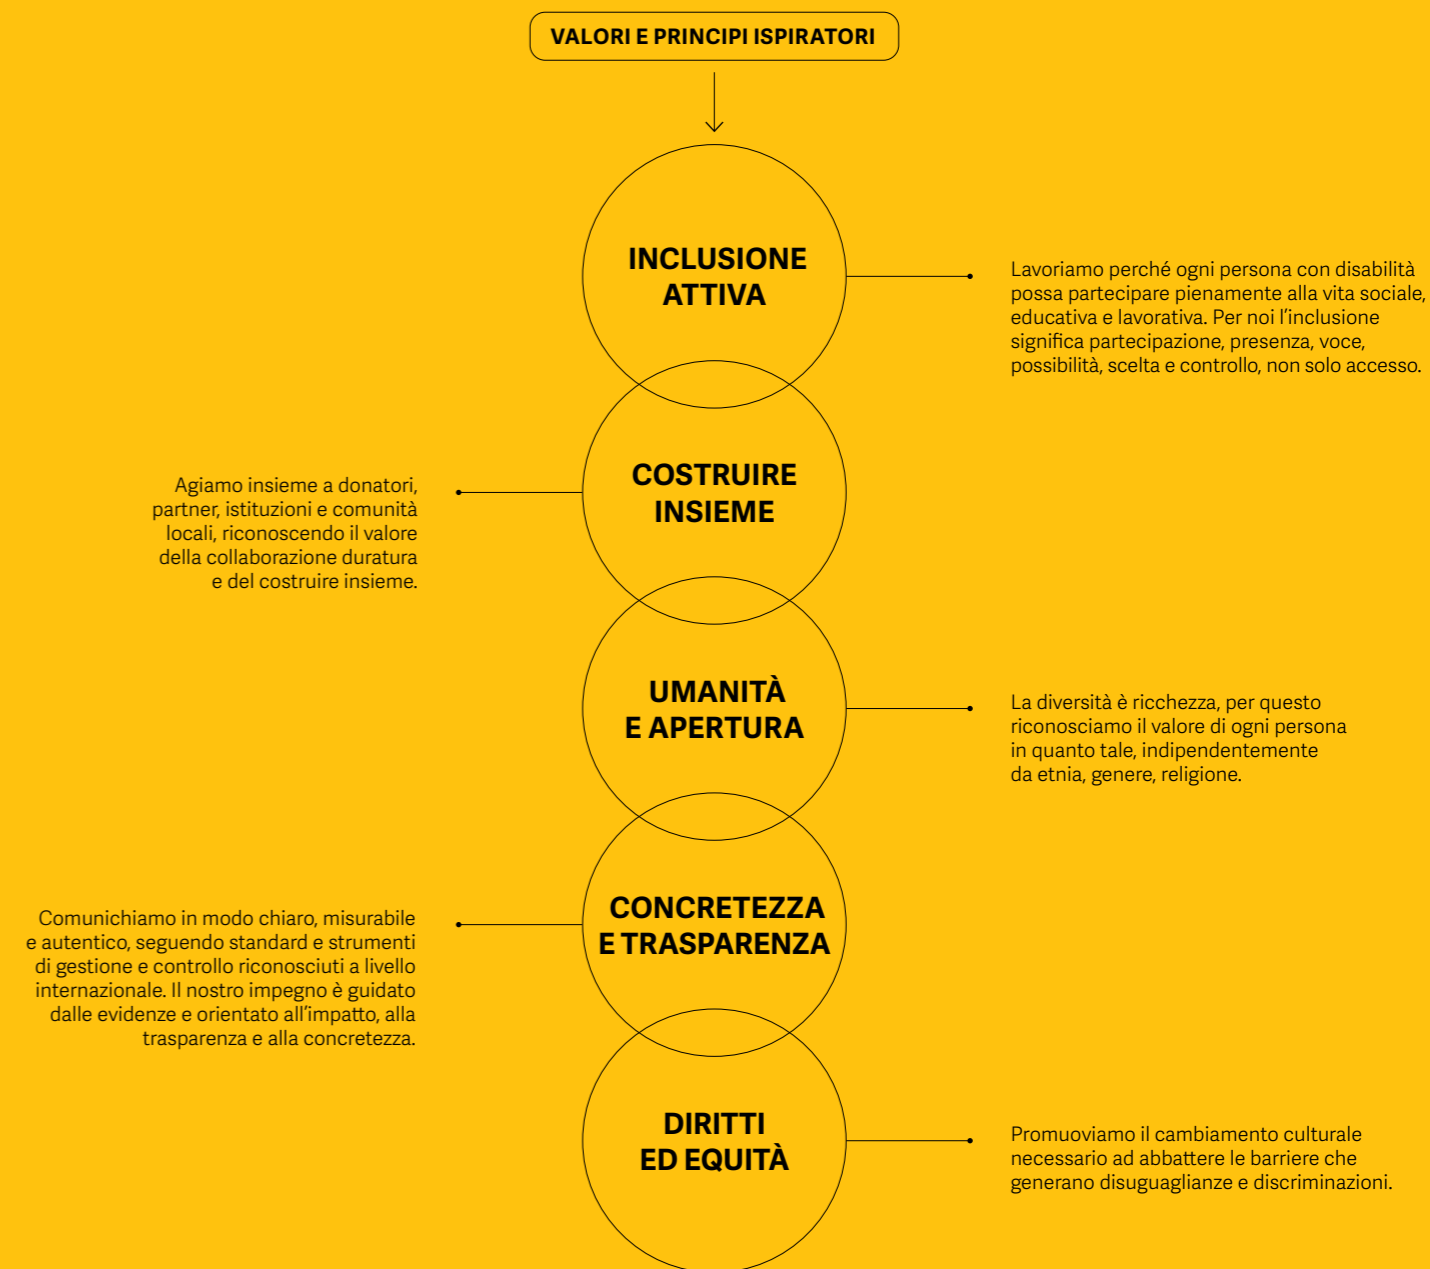 VALORI E PRINCIPI ISPIRATORI
INCLUSIONE
ATTIVA
Lavoriamo perché ogni persona con disabilità
possa partecipare pienamente alla vita sociale,
educativa e lavorativa. Per noi l'inclusione
significa partecipazione, presenza, voce,
possibilità, scelta e controllo, non solo accesso.
COSTRUIRE
INSIEME
Agiamo insieme a donatori,
partner, istituzioni e comunità
locali, riconoscendo il valore
della collaborazione duratura
e del costruire insieme.
UMANITÀ
E APERTURA
La diversità è ricchezza, per questo
riconosciamo il valore di ogni persona
in quanto tale, indipendentemente
da etnia, genere, religione.
CONCRETEZZA
E TRASPARENZA
Comunichiamo in modo chiaro, misurabile
e autentico, seguendo standard e strumenti
di gestione e controllo riconosciuti a livello
internazionale. Il nostro impegno è guidato
dalle evidenze e orientato all'impatto, alla
trasparenza e alla concretezza.
DIRITTI
ED EQUITÀ
Promuoviamo il cambiamento culturale
necessario ad abbattere le barriere che
generano disuguaglianze e discriminazioni.